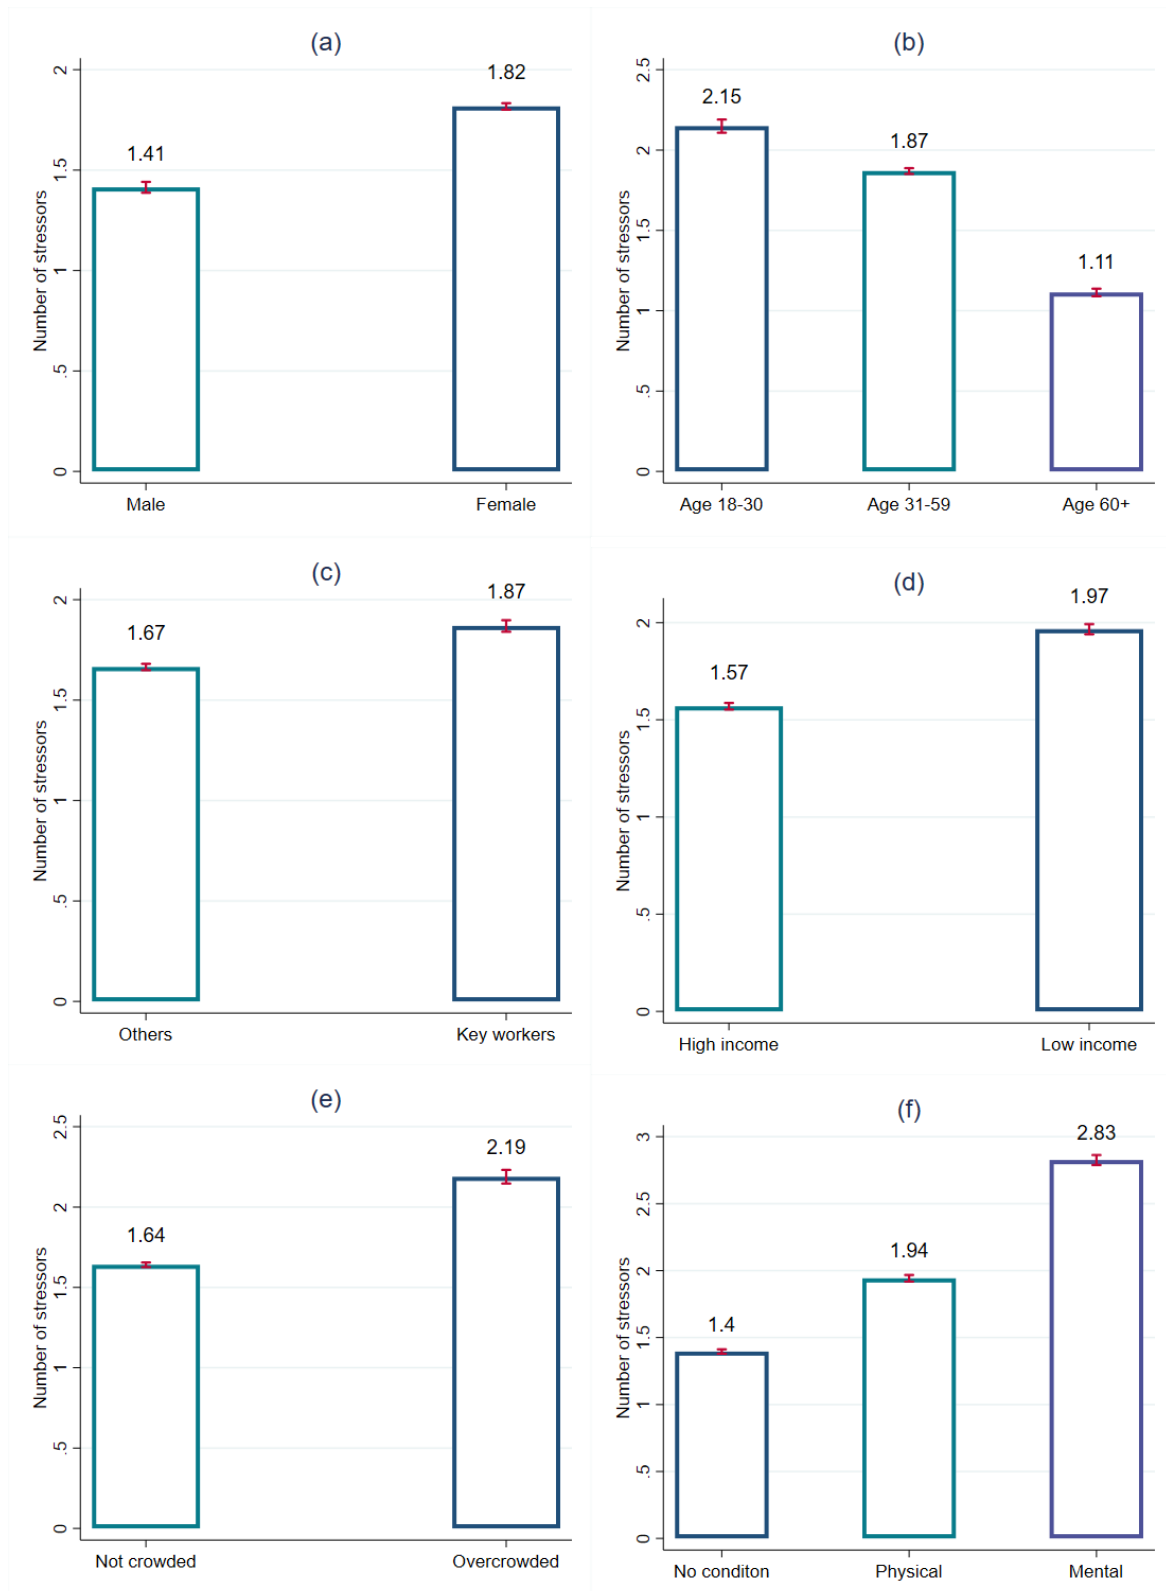 (a)
Number of stressors
2
1.5
1
.5
0
1.41
1.82
Male
Female
(b)
Number of stressors
2.5
2
1.5
1
.5
0
2.15
1.87
1.11
Age 18-30
Age 31-59
Age 60+
(c)
Number of stressors
2
1.5
1
.5
0
1.67
1.87
Others
Key workers
(d)
Number of stressors
2
1.5
1
.5
0
1.57
1.97
High income
Low income
(e)
Number of stressors
2.5
2
1.5
1
.5
0
1.64
2.19
Not crowded
Overcrowded
(f)
Number of stressors
3
2.5
2
1.5
1
.5
0
1.4
1.94
2.83
No conditon
Physical
Mental